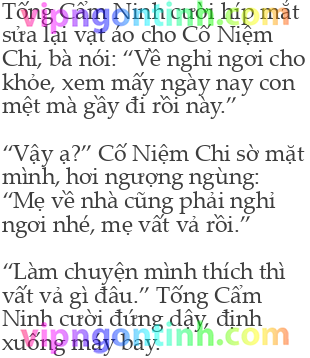 Tống Cẩm Ninh cười híp mắt
sửa lại vạt áo cho Cố Niệm
Chi, bà nói: “Về nghỉ ngơi cho
khỏe, xem mấy ngày nay con
mệt mà gầy đi rồi này.”
“Vậy ạ?” Cố Niệm Chi sờ mặt
mình, hơi ngượng ngùng:
“Mẹ về nhà cũng phải nghỉ
ngơi nhé, mẹ vất vả rồi.”
“Làm chuyện mình thích thì
vất vả gì đâu.” Tống Cẩm
Ninh cười đứng dậy, định
xuống máy bay.
vipngontinh.com
vipngontinh.com